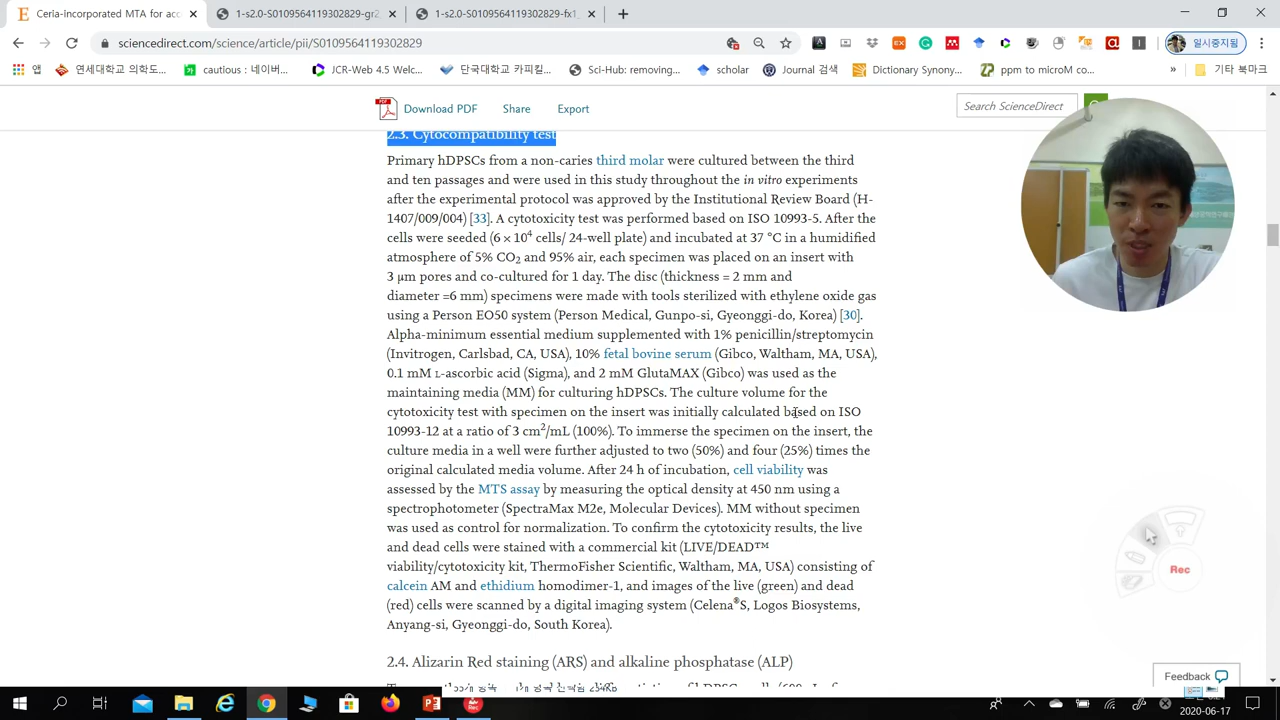 Cerla-incorporated MTA for acc
1-s2.0-S0109564119302829-gr2
1-s2.0-S0109564119302829-fx1_
sciencedirect.com/science/article/pii/S0109564119302829
일시중지됨
앱
연세대학교 의학도...
cautious : 네이버...
JCR-Web 4.5 Welc...
단국대학교 카피킬...
Sci-Hub: removing...
scholar
Journal 검색
Dictionary Synony...
ppm to microM co...
»
기타 북마크
Download PDF
Share
Export
Search ScienceDirect
2.3. Cytocompatibility test
Primary hDPSCs from a non-caries third molar were cultured between the third
and ten passages and were used in this study throughout the in vitro experiments
after the experimental protocol was approved by the Institutional Review Board (H-
1407/009/004) [33]. A cytotoxicity test was performed based on ISO 10993-5. After the
cells were seeded (6 × 10⁴ cells/ 24-well plate) and incubated at 37 °C in a humidified
atmosphere of 5% CO₂ and 95% air, each specimen was placed on an insert with
3 μm pores and co-cultured for 1 day. The disc (thickness = 2 mm and
diameter =6 mm) specimens were made with tools sterilized with ethylene oxide gas
using a Person EO50 system (Person Medical, Gunpo-si, Gyeonggi-do, Korea) [30].
Alpha-minimum essential medium supplemented with 1% penicillin/streptomycin
(Invitrogen, Carlsbad, CA, USA), 10% fetal bovine serum (Gibco, Waltham, MA, USA),
0.1 mM L-ascorbic acid (Sigma), and 2 mM GlutaMAX (Gibco) was used as the
maintaining media (MM) for culturing hDPSCs. The culture volume for the
cytotoxicity test with specimen on the insert was initially calculated based on ISO
10993-12 at a ratio of 3 cm²/mL (100%). To immerse the specimen on the insert, the
culture media in a well were further adjusted to two (50%) and four (25%) times the
original calculated media volume. After 24 h of incubation, cell viability was
assessed by the MTS assay by measuring the optical density at 450 nm using a
spectrophotometer (SpectraMax M2e, Molecular Devices). MM without specimen
was used as control for normalization. To confirm the cytotoxicity results, the live
and dead cells were stained with a commercial kit (LIVE/DEAD™
viability/cytotoxicity kit, ThermoFisher Scientific, Waltham, MA, USA) consisting of
calcein AM and ethidium homodimer-1, and images of the live (green) and dead
(red) cells were scanned by a digital imaging system (Celena®S, Logos Biosystems,
Anyang-si, Gyeonggi-do, South Korea).
2.4. Alizarin Red staining (ARS) and alkaline phosphatase (ALP)
Rec
Feedback
2020-06-17